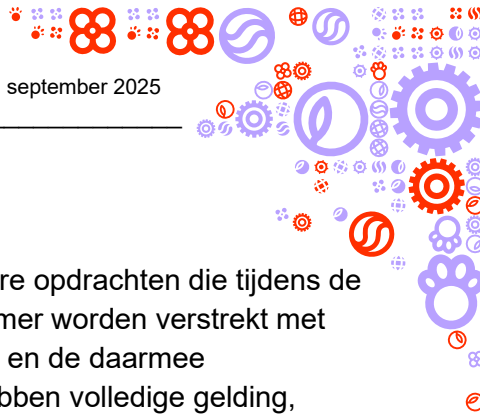 september 2025
re opdrachten die tijdens de
mer worden verstrekt met
en de daarmee
bben volledige gelding,